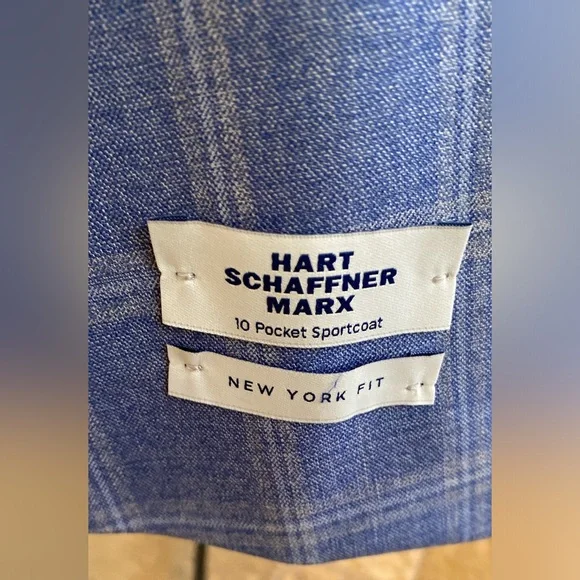 HART
SCHAFFNER
MARX
10 Pocket Sportcoat
NEW YORK FIT